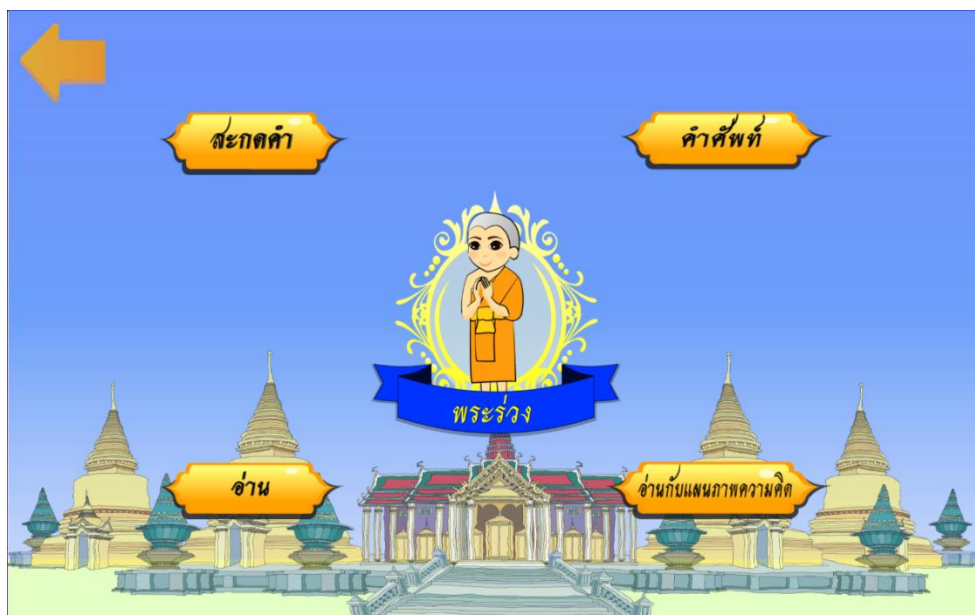 สะกดคำ
คำศัพท์
พระร่วง
อ่าน
อ่านกับแผนภาพความคิด